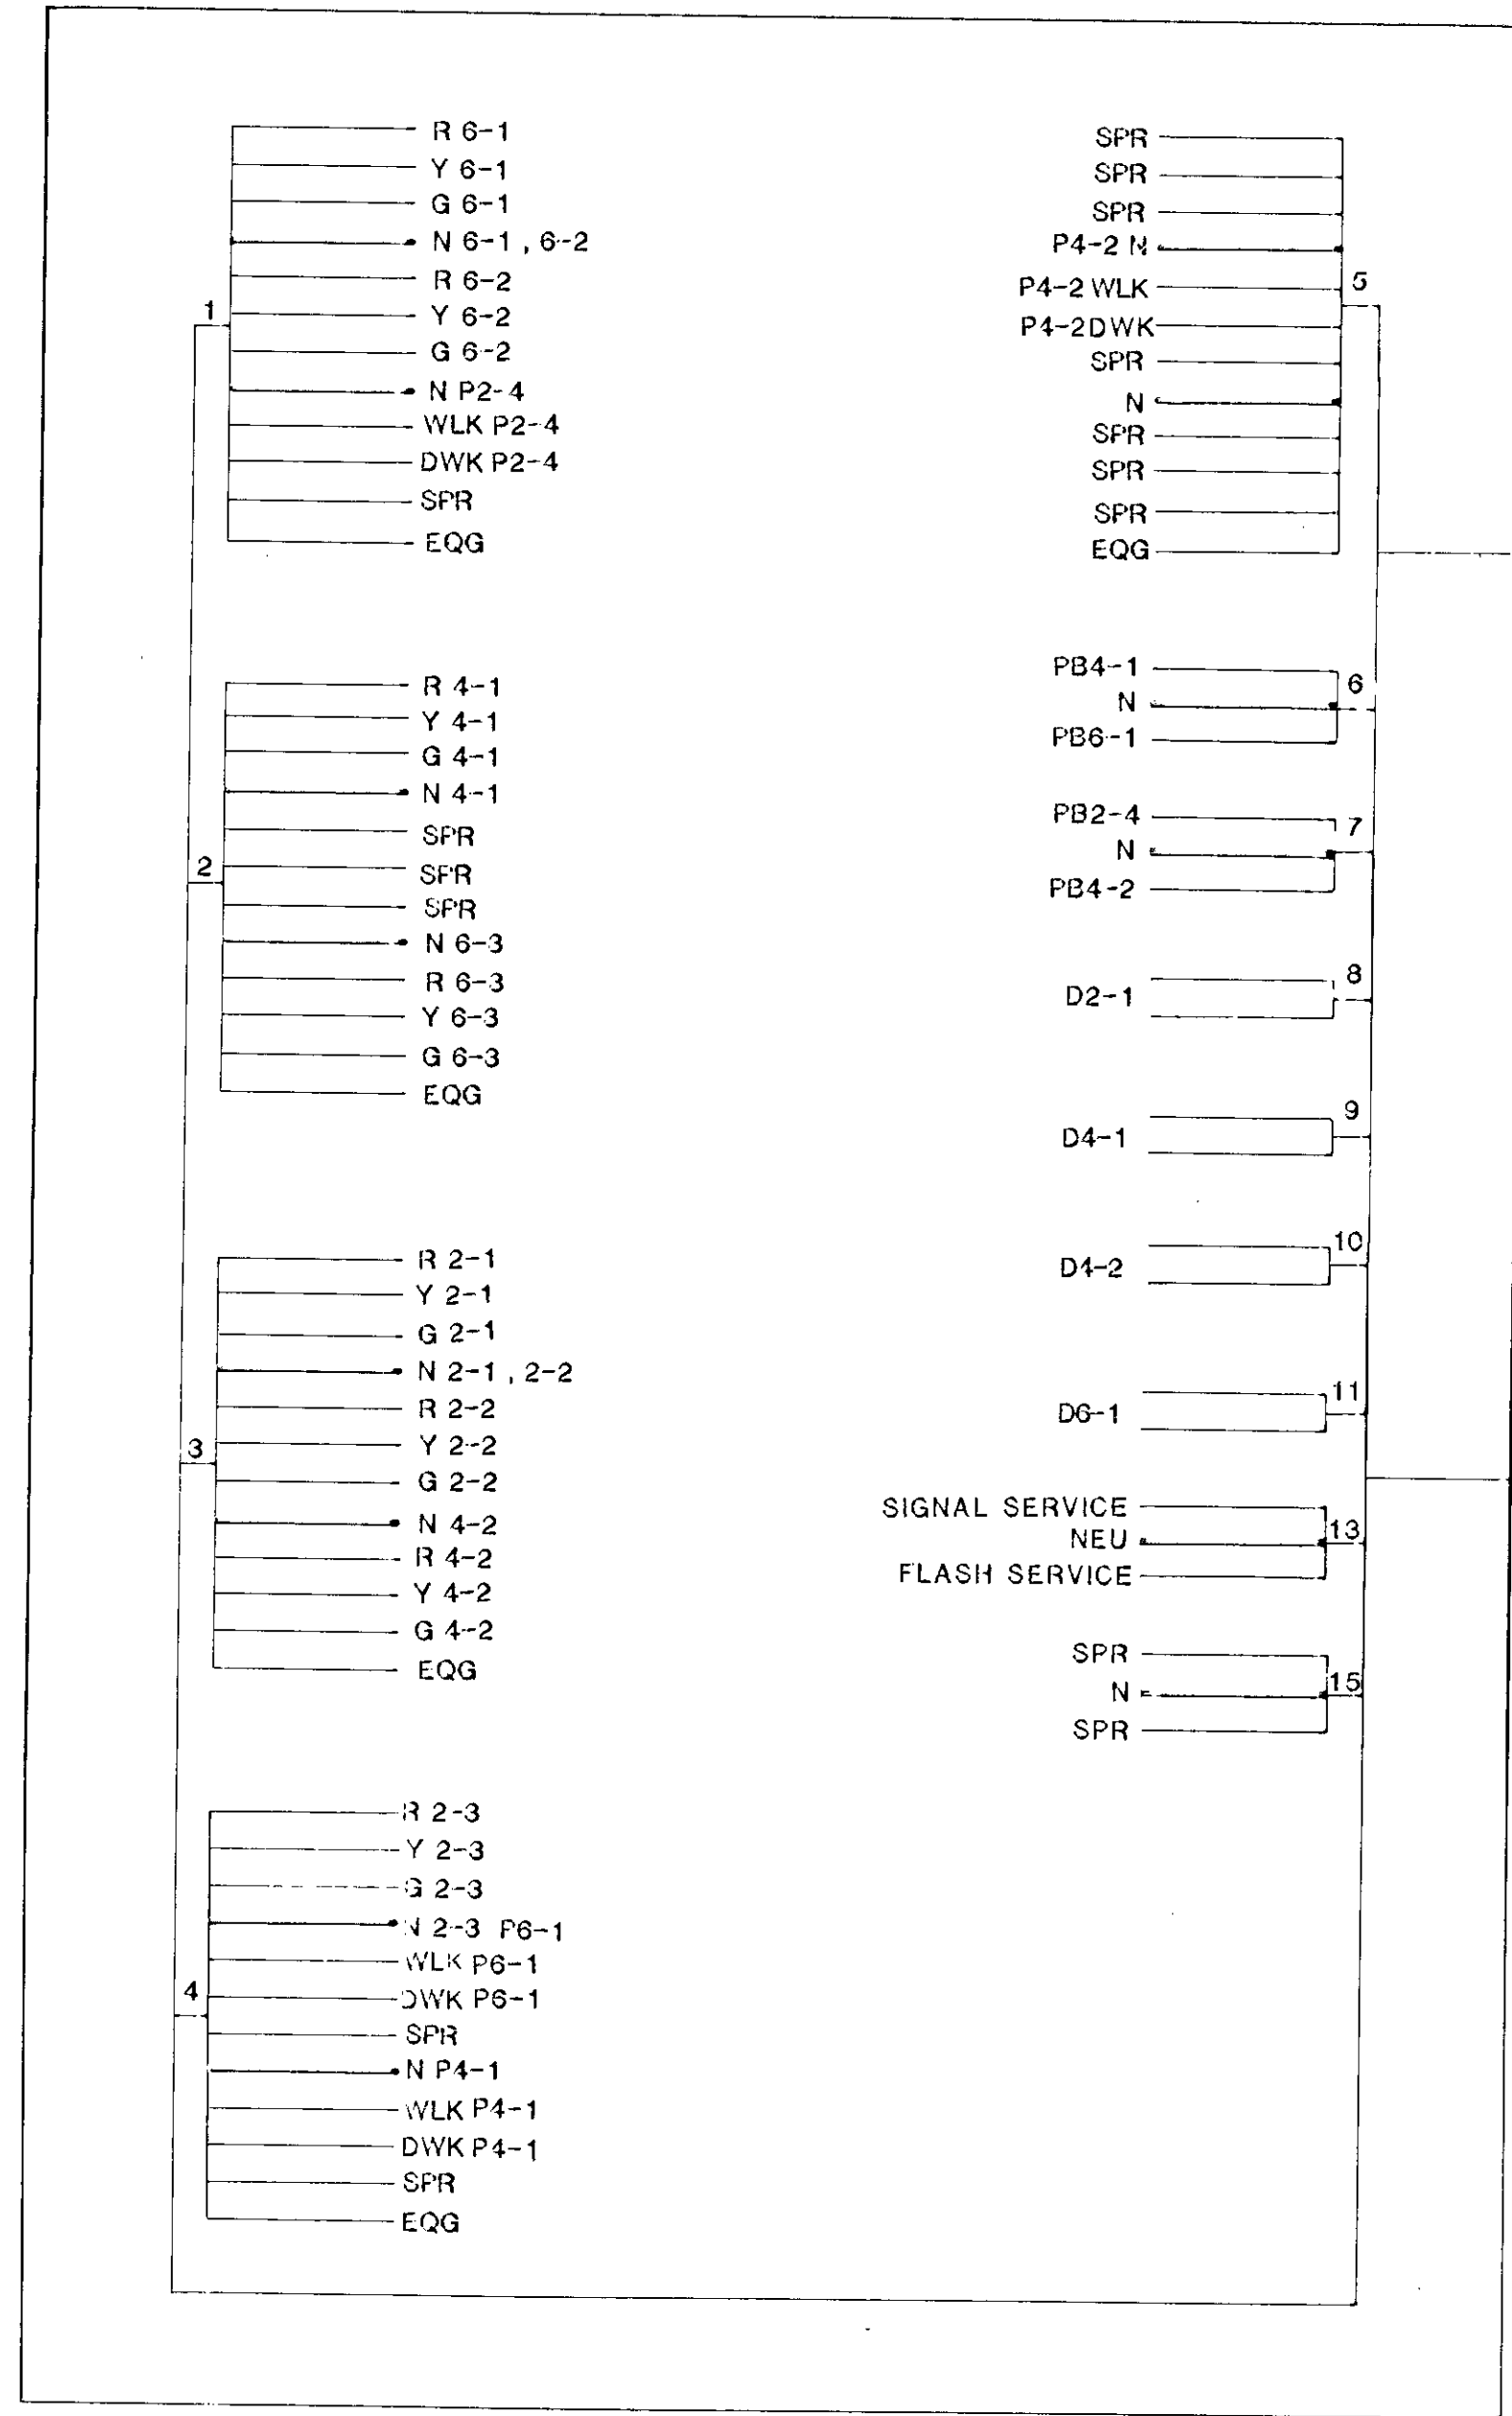 R 6-1
Y 6-1
G 6-1
N 6-1 , 6-2
R 6-2
Y 6-2
G 6-2
N P2-4
WLK P2-4
DWK P2-4
SPR
EQG
1
R 4-1
Y 4-1
G 4-1
N 4-1
SPR
SPR
SPR
N 6-3
R 6-3
Y 6-3
G 6-3
EQG
2
R 2-1
Y 2-1
G 2-1
N 2-1 , 2-2
R 2-2
Y 2-2
G 2-2
N 4-2
R 4-2
Y 4-2
G 4-2
EQG
3
R 2-3
Y 2-3
G 2-3
N 2-3 P6-1
WLK P6-1
DWK P6-1
SPR
N P4-1
WLK P4-1
DWK P4-1
SPR
EQG
4
SPR
SPR
SPR
P4-2 N
P4-2 WLK
P4-2DWK
SPR
N
SPR
SPR
SPR
EQG
5
PB4-1
N
PB6-1
6
PB2-4
N
PB4-2
7
D2-1
8
D4-1
9
D4-2
10
D6-1
11
SIGNAL SERVICE
NEU
FLASH SERVICE
13
SPR
N
SPR
15